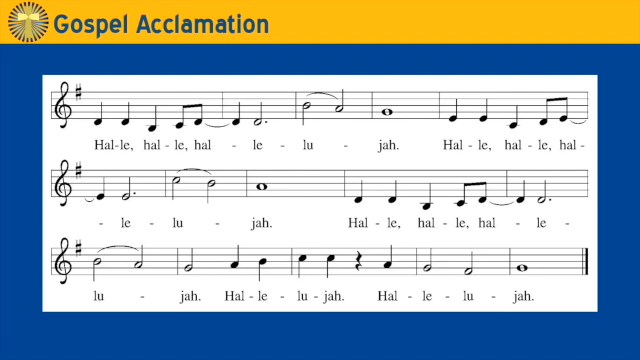 Gospel Acclamation
Hal-le, hal - le, hal - le - lu - jah. Hal - le, hal - le, hal -
- le - lu - jah. Hal - le, hal - le, hal - le -
lu - jah. Hal - le - lu - jah. Hal - le - lu - jah.